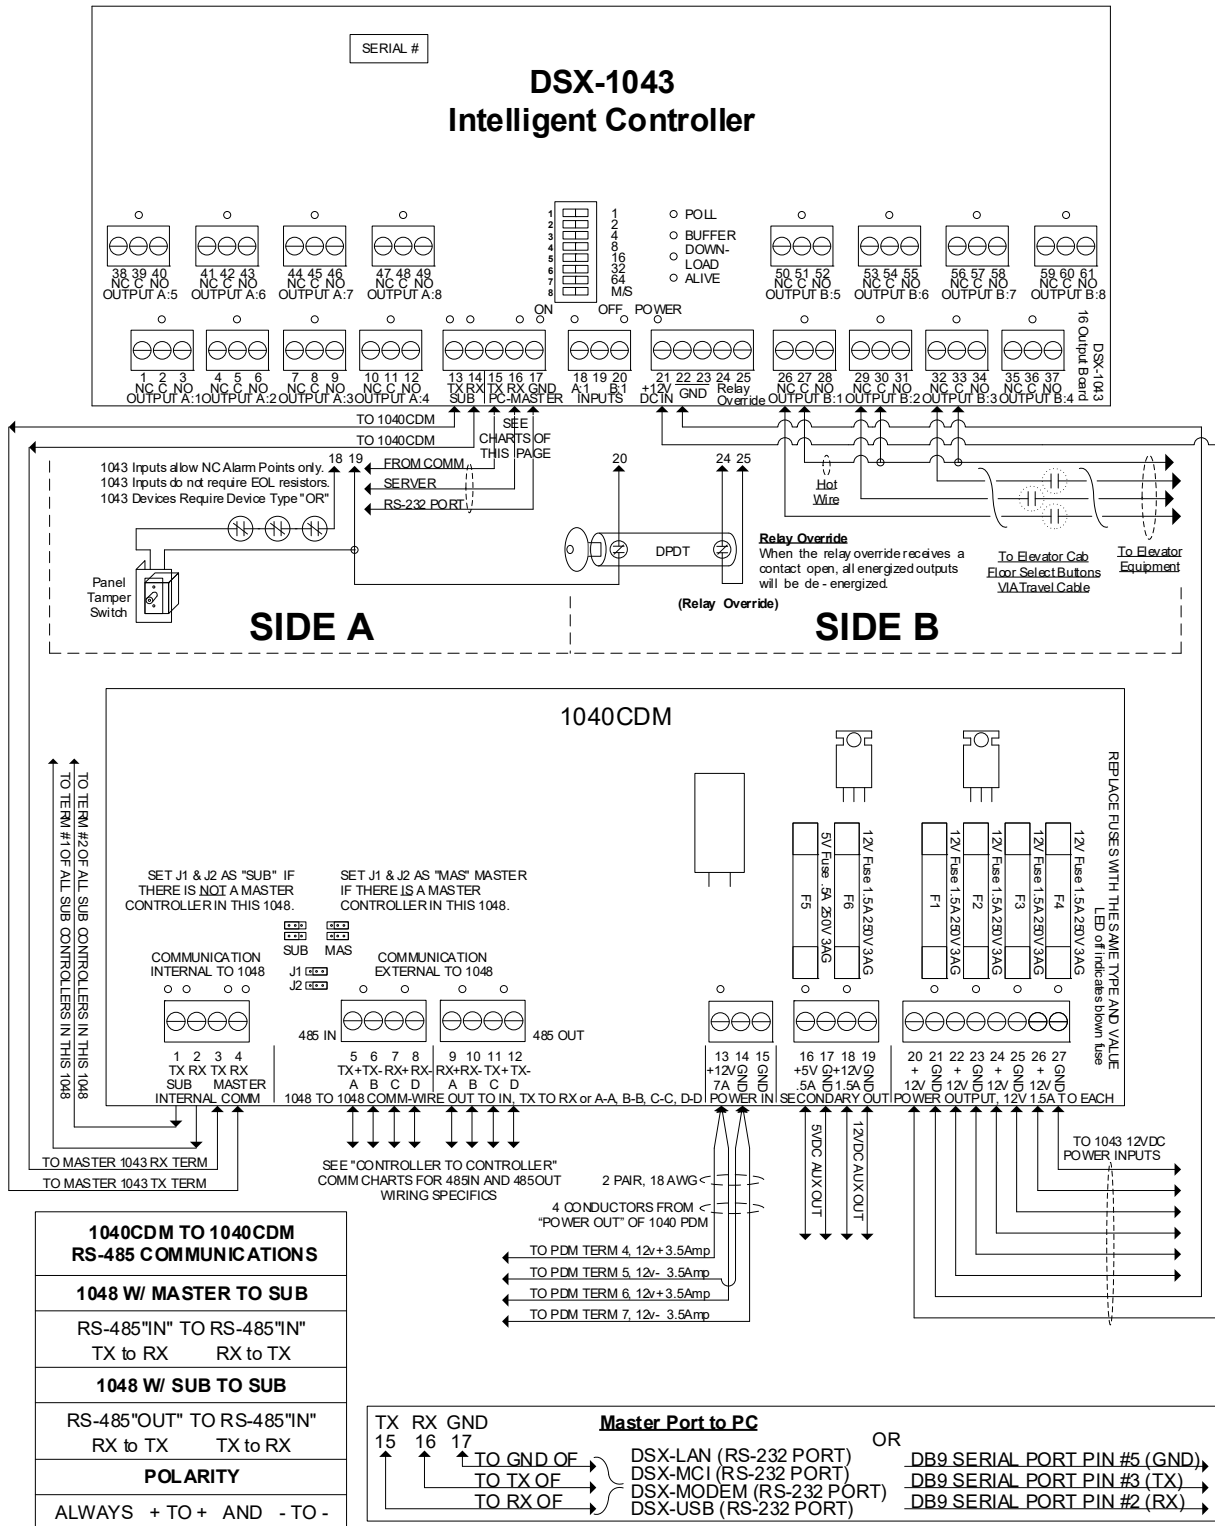 SERIAL #
DSX-1043
Intelligent Controller
1
2
3
4
5
6
7
8
1
2
4
8
16
32
64
M/S
ON
OFF
POLL
BUFFER
DOWN-
LOAD
ALIVE
POWER
38 39 40
NC C NO
OUTPUT A:5
41 42 43
NC C NO
OUTPUT A:6
44 45 46
NC C NO
OUTPUT A:7
47 48 49
NC C NO
OUTPUT A:8
50 51 52
NC C NO
OUTPUT B:5
53 54 55
NC C NO
OUTPUT B:6
56 57 58
NC C NO
OUTPUT B:7
59 60 61
NC C NO
OUTPUT B:8
1 2 3
NC C NO
OUTPUT A:1
4 5 6
NC C NO
OUTPUT A:2
7 8 9
NC C NO
OUTPUT A:3
10 11 12
NC C NO
OUTPUT A:4
13 14 15 16 17
TX RX TX RX GND
SUB PC-MASTER
18 19 20
A:1 B:1
INPUTS
21 22 23 24 25
+12V GND Relay
DC IN Override
26 27 28
NC C NO
OUTPUT B:1
29 30 31
NC C NO
OUTPUT B:2
32 33 34
NC C NO
OUTPUT B:3
35 36 37
NC C NO
OUTPUT B:4
DSX-1043
16 Output Board
TO 1040CDM
TO 1040CDM
SEE
CHARTS OF
THIS PAGE
FROM COMM
SERVER
RS-232 PORT
1043 Inputs allow NC Alarm Points only.
1043 Inputs do not require EOL resistors.
1043 Devices Require Device Type "OR"
18 19
20
24 25
Panel
Tamper
Switch
DPDT
(Relay Override)
Relay Override
When the relay override receives a
contact open, all energized outputs
will be de - energized.
Hot
Wire
To Elevator Cab
Floor Select Buttons
VIA Travel Cable
To Elevator
Equipment
SIDE A
SIDE B
1040CDM
TO TERM #1 OF ALL SUB CONTROLLERS IN THIS 1048
TO TERM #2 OF ALL SUB CONTROLLERS IN THIS 1048
SET J1 & J2 AS "SUB" IF
THERE IS NOT A MASTER
CONTROLLER IN THIS 1048.
SET J1 & J2 AS "MAS" MASTER
IF THERE IS A MASTER
CONTROLLER IN THIS 1048.
SUB MAS
J1
J2
COMMUNICATION
INTERNAL TO 1048
COMMUNICATION
EXTERNAL TO 1048
485 IN
485 OUT
5V Fuse .5A 250V 3AG
F5
12V Fuse 1.5A 250V 3AG
F6
12V Fuse 1.5A 250V 3AG
F1
12V Fuse 1.5A 250V 3AG
F2
12V Fuse 1.5A 250V 3AG
F3
12V Fuse 1.5A 250V 3AG
F4
REPLACE FUSES WITH THE SAME TYPE AND VALUE
LED off indicates blown fuse
1 2 3 4
TX RX TX RX
SUB MASTER
INTERNAL COMM
5 6 7 8
TX+ TX- RX+ RX-
A B C D
9 10 11 12
RX+ RX- TX+ TX-
A B C D
1048 TO 1048 COMM-WIRE OUT TO IN, TX TO RX or A-A, B-B, C-C, D-D
13 14 15
+12V GND GND
7A
POWER IN
16 17 18 19
+5V GND +12V GND
.5A 1.5A
SECONDARY OUT
20 21 22 23 24 25 26 27
+ 12V GND + 12V GND + 12V GND + 12V GND
POWER OUTPUT, 12V 1.5A TO EACH
TO MASTER 1043 RX TERM
TO MASTER 1043 TX TERM
SEE "CONTROLLER TO CONTROLLER"
COMM CHARTS FOR 485IN AND 485OUT
WIRING SPECIFICS
2 PAIR, 18 AWG
4 CONDUCTORS FROM
"POWER OUT" OF 1040 PDM
5VDC AUX OUT
12VDC AUX OUT
TO 1043 12VDC
POWER INPUTS
TO PDM TERM 4, 12v+ 3.5Amp
TO PDM TERM 5, 12v- 3.5Amp
TO PDM TERM 6, 12v+ 3.5Amp
TO PDM TERM 7, 12v- 3.5Amp
1040CDM TO 1040CDM
RS-485 COMMUNICATIONS
1048 W/ MASTER TO SUB
RS-485"IN" TO RS-485"IN"
TX to RX RX to TX
1048 W/ SUB TO SUB
RS-485"OUT" TO RS-485"IN"
RX to TX TX to RX
POLARITY
ALWAYS + TO + AND - TO -
Master Port to PC
TX RX GND
15 16 17
TO GND OF
TO TX OF
TO RX OF
DSX-LAN (RS-232 PORT)
DSX-MCI (RS-232 PORT)
DSX-MODEM (RS-232 PORT)
DSX-USB (RS-232 PORT)
OR
DB9 SERIAL PORT PIN #5 (GND)
DB9 SERIAL PORT PIN #3 (TX)
DB9 SERIAL PORT PIN #2 (RX)